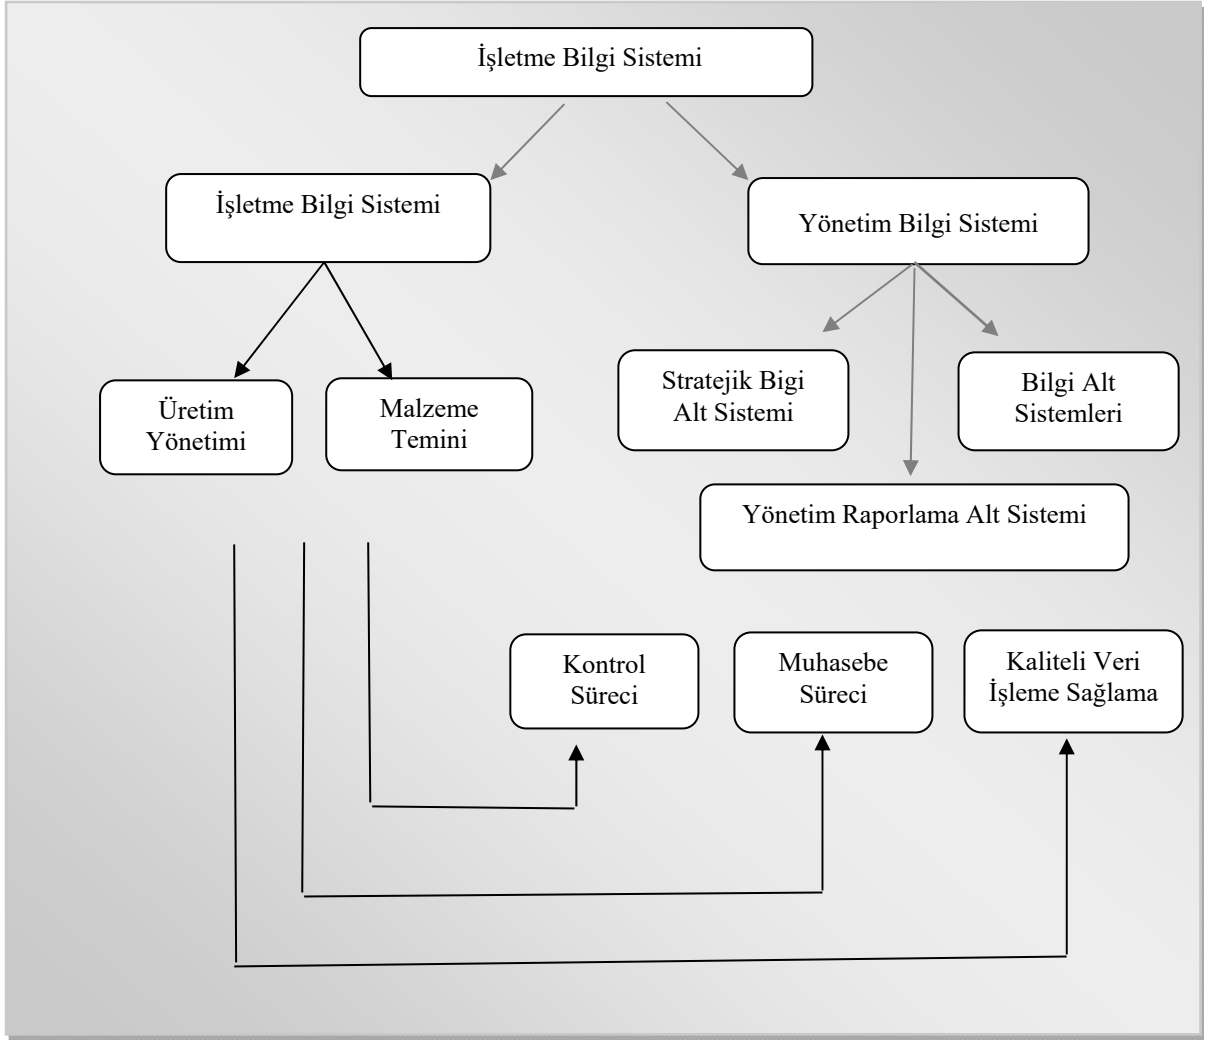 İşletme Bilgi Sistemi
İşletme Bilgi Sistemi
Yönetim Bilgi Sistemi
Üretim
Yönetimi
Malzeme
Temini
Stratejik Bigi
Alt Sistemi
Bilgi Alt
Sistemleri
Yönetim Raporlama Alt Sistemi
Kontrol
Süreci
Muhasebe
Süreci
Kaliteli Veri
İşleme Sağlama